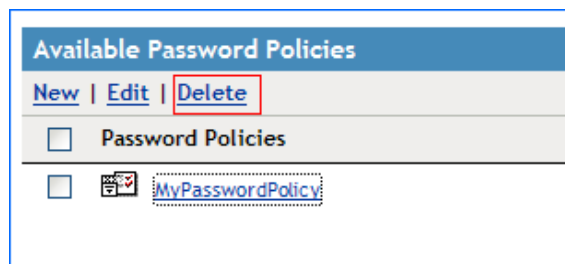 Available Password Policies
New | Edit | Delete
Password Policies
MyPasswordPolicy